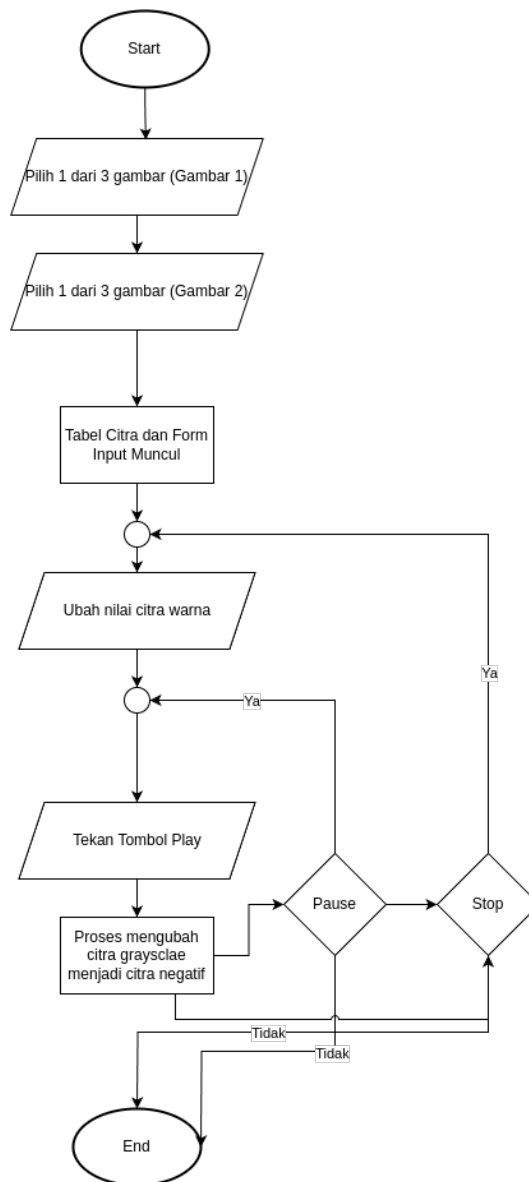 Start
Pilih 1 dari 3 gambar (Gambar 1)
Pilih 1 dari 3 gambar (Gambar 2)
Tabel Citra dan Form
Input Muncul
Ubah nilai citra warna
Ya
Ya
Tekan Tombol Play
Pause
Stop
Proses mengubah
citra graysclae
menjadi citra negatif
Tidak
Tidak
End